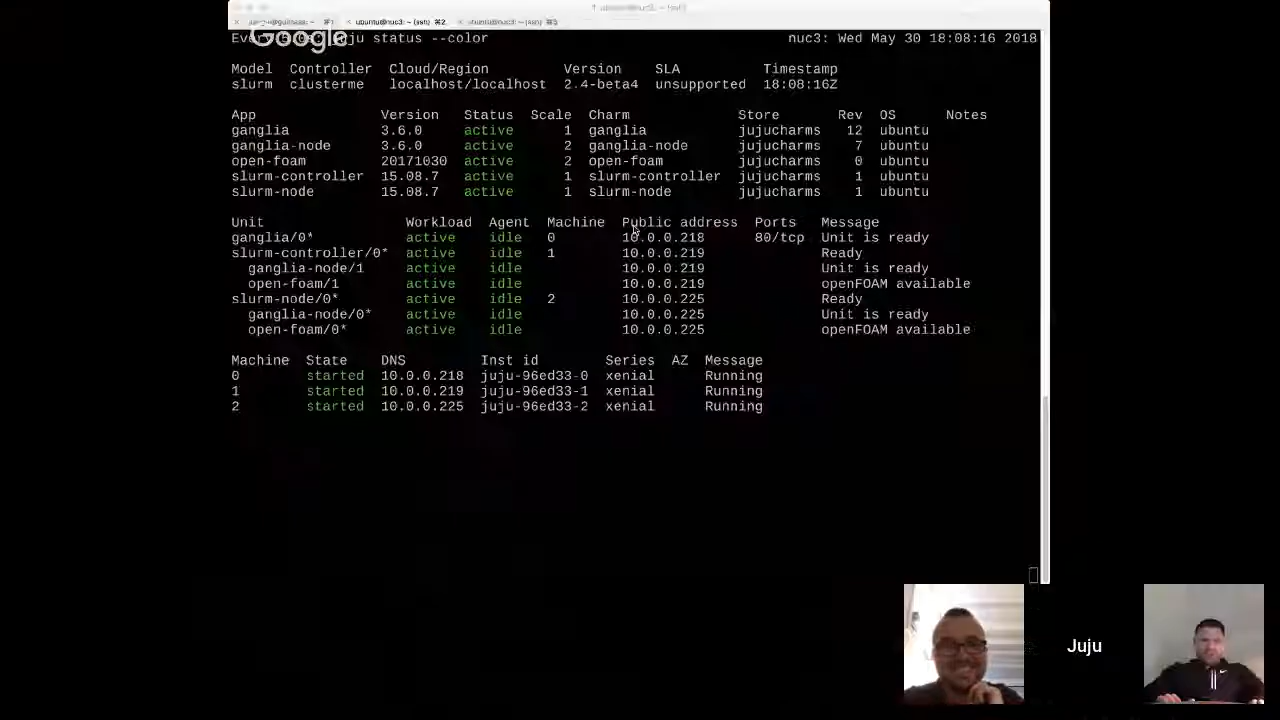 ubuntu@nuc3: ~ (ssh) ⌘2 ubuntu@nuc3: ~ (ssh) ⌘3
Google
juju status --color nuc3: Wed May 30 18:08:16 2018
Model Controller Cloud/Region Version SLA Timestamp
slurm clusterme localhost/localhost 2.4-beta4 unsupported 18:08:16Z
App Version Status Scale Charm Store Rev OS Notes
ganglia 3.6.0 active 1 ganglia jujucharms 12 ubuntu
ganglia-node 3.6.0 active 2 ganglia-node jujucharms 7 ubuntu
open-foam 20171030 active 2 open-foam jujucharms 0 ubuntu
slurm-controller 15.08.7 active 1 slurm-controller jujucharms 1 ubuntu
slurm-node 15.08.7 active 1 slurm-node jujucharms 1 ubuntu
Unit Workload Agent Machine Public address Ports Message
ganglia/0* active idle 0 10.0.0.218 80/tcp Unit is ready
slurm-controller/0* active idle 1 10.0.0.219 Ready
ganglia-node/1 active idle 10.0.0.219 Unit is ready
open-foam/1 active idle 10.0.0.219 openFOAM available
slurm-node/0* active idle 2 10.0.0.225 Ready
ganglia-node/0* active idle 10.0.0.225 Unit is ready
open-foam/0* active idle 10.0.0.225 openFOAM available
Machine State DNS Inst id Series AZ Message
0 started 10.0.0.218 juju-96ed33-0 xenial Running
1 started 10.0.0.219 juju-96ed33-1 xenial Running
2 started 10.0.0.225 juju-96ed33-2 xenial Running
Juju